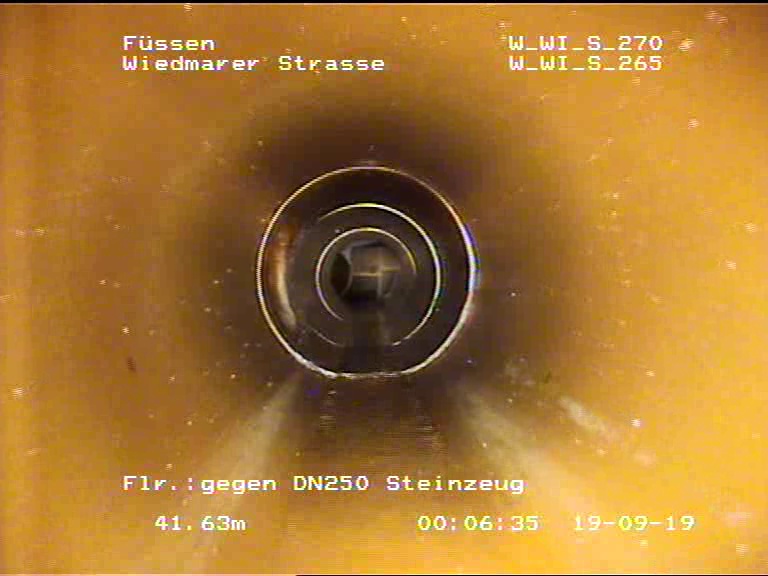 Füssen W_WI_S_270
Wiedmarer Strasse W_WI_S_265
Flr.:gegen DN250 Steinzeug
41.63m 00:06:35 19-09-19